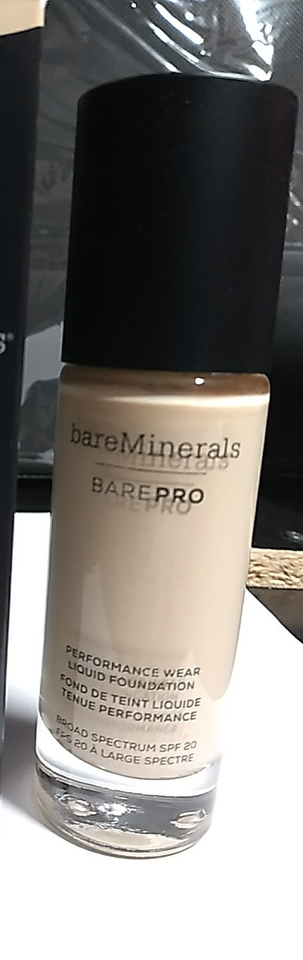 bareMinerals
BAREPRO
PERFORMANCE WEAR
LIQUID FOUNDATION
FOND DE TEINT LIQUIDE
TENUE PERFORMANCE
BROAD SPECTRUM SPF 20
FPS 20 À LARGE SPECTRE